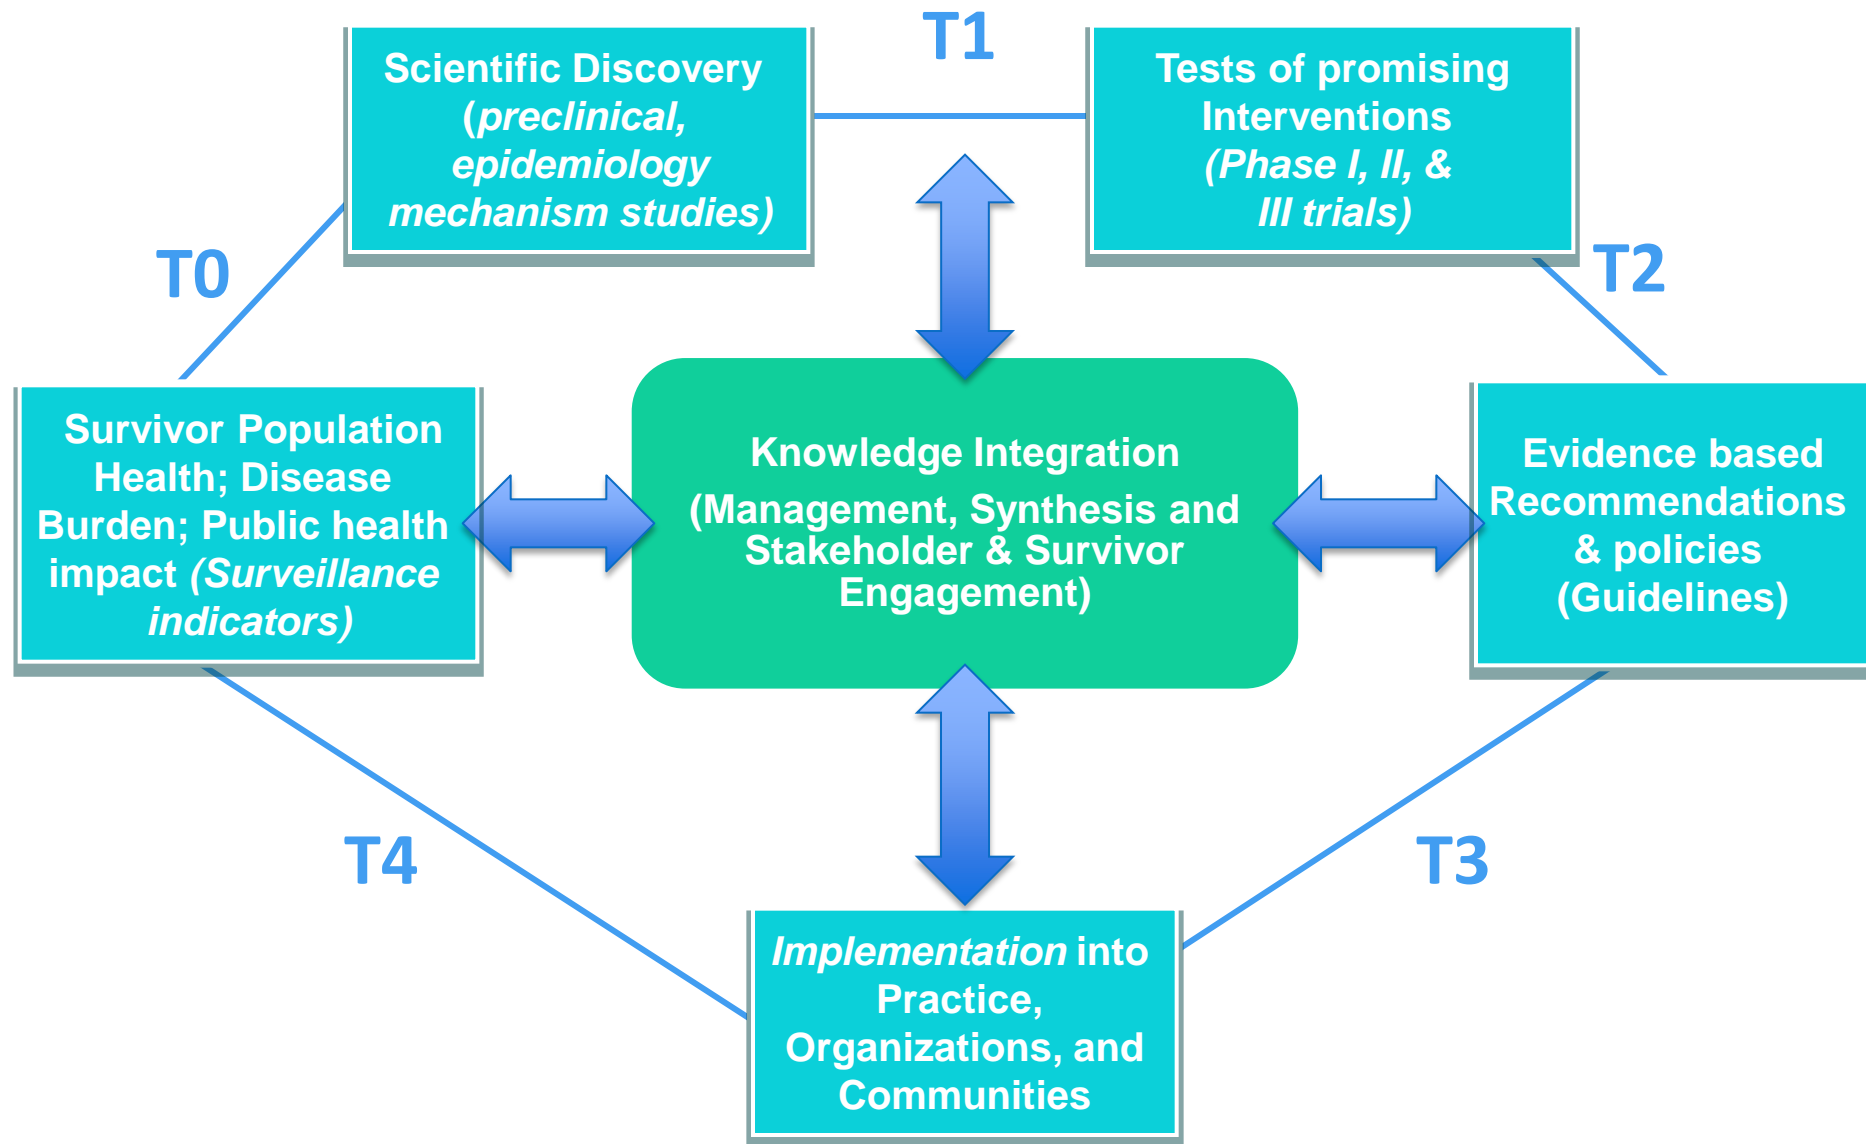 T1
Scientific Discovery
(preclinical,
epidemiology
mechanism studies)
Tests of promising
Interventions
(Phase I, II, &
III trials)
T0
T2
Survivor Population
Health; Disease
Burden; Public health
impact (Surveillance
indicators)
Knowledge Integration
(Management, Synthesis and
Stakeholder & Survivor
Engagement)
Evidence based
Recommendations
& policies
(Guidelines)
T4
T3
Implementation into
Practice,
Organizations, and
Communities